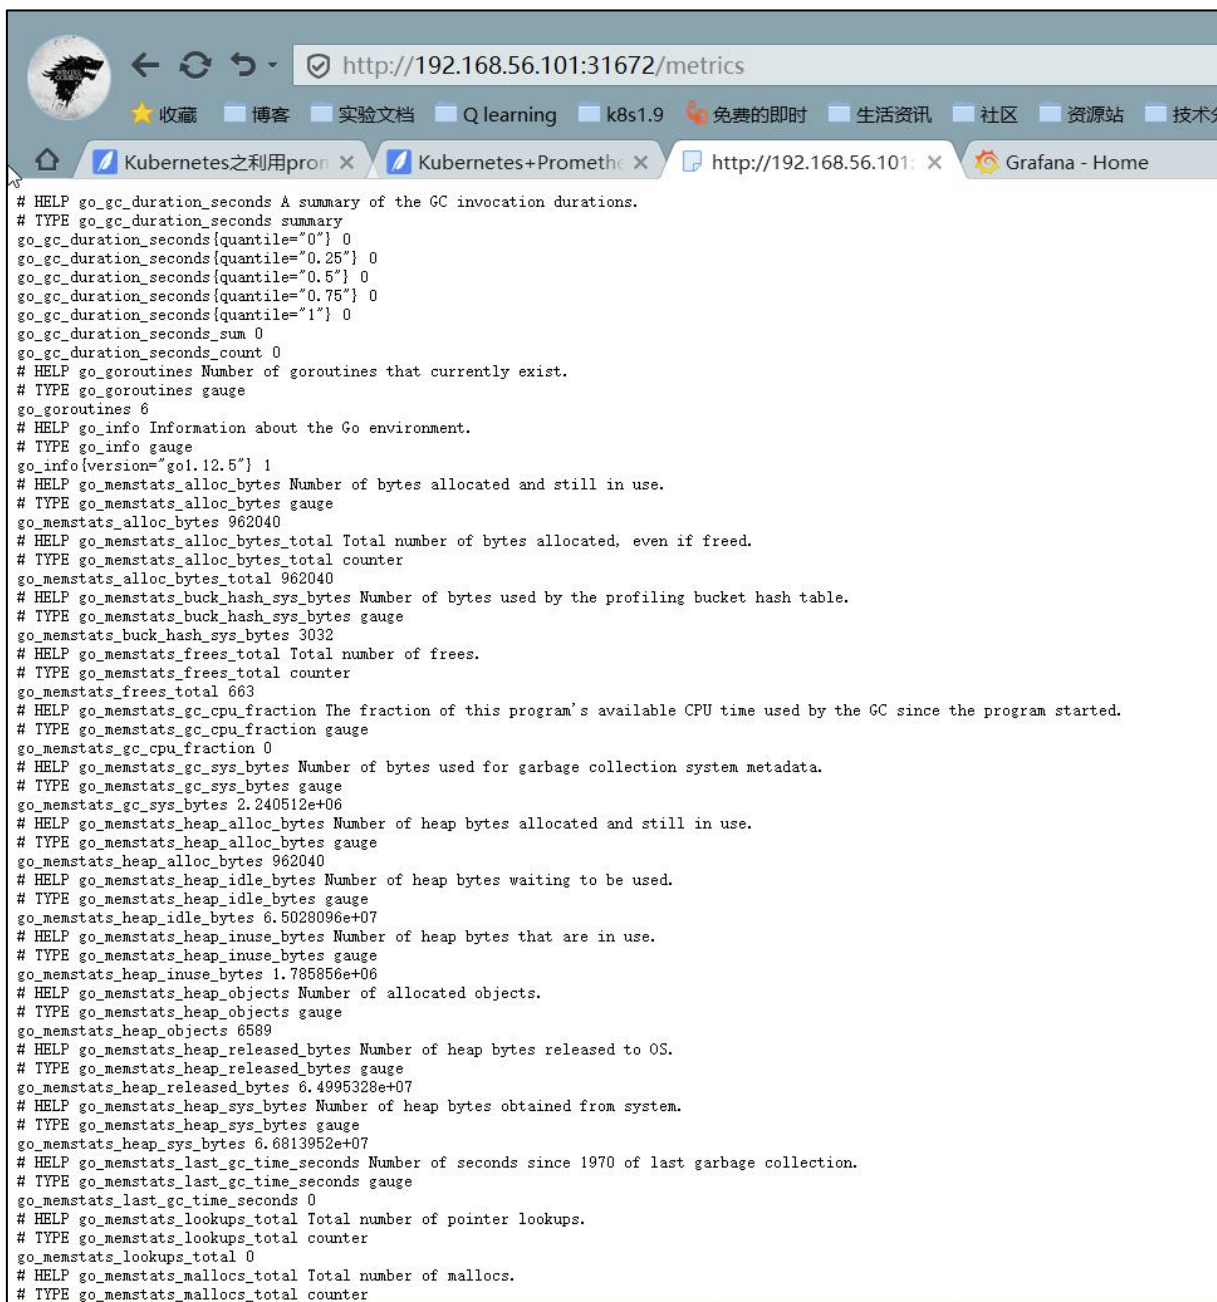 http://192.168.56.101:31672/metrics
收藏 博客 实验文档 Q learning k8s1.9 免费的即时 生活资讯 社区 资源站 技术分
Kubernetes之利用pron Kubernetes+Promethe http://192.168.56.101: Grafana - Home
# HELP go_gc_duration_seconds A summary of the GC invocation durations.
# TYPE go_gc_duration_seconds summary
go_gc_duration_seconds{quantile="0"} 0
go_gc_duration_seconds{quantile="0.25"} 0
go_gc_duration_seconds{quantile="0.5"} 0
go_gc_duration_seconds{quantile="0.75"} 0
go_gc_duration_seconds{quantile="1"} 0
go_gc_duration_seconds_sum 0
go_gc_duration_seconds_count 0
# HELP go_goroutines Number of goroutines that currently exist.
# TYPE go_goroutines gauge
go_goroutines 6
# HELP go_info Information about the Go environment.
# TYPE go_info gauge
go_info{version="go1.12.5"} 1
# HELP go_memstats_alloc_bytes Number of bytes allocated and still in use.
# TYPE go_memstats_alloc_bytes gauge
go_memstats_alloc_bytes 962040
# HELP go_memstats_alloc_bytes_total Total number of bytes allocated, even if freed.
# TYPE go_memstats_alloc_bytes_total counter
go_memstats_alloc_bytes_total 962040
# HELP go_memstats_buck_hash_sys_bytes Number of bytes used by the profiling bucket hash table.
# TYPE go_memstats_buck_hash_sys_bytes gauge
go_memstats_buck_hash_sys_bytes 3032
# HELP go_memstats_frees_total Total number of frees.
# TYPE go_memstats_frees_total counter
go_memstats_frees_total 663
# HELP go_memstats_gc_cpu_fraction The fraction of this program's available CPU time used by the GC since the program started.
# TYPE go_memstats_gc_cpu_fraction gauge
go_memstats_gc_cpu_fraction 0
# HELP go_memstats_gc_sys_bytes Number of bytes used for garbage collection system metadata.
# TYPE go_memstats_gc_sys_bytes gauge
go_memstats_gc_sys_bytes 2.240512e+06
# HELP go_memstats_heap_alloc_bytes Number of heap bytes allocated and still in use.
# TYPE go_memstats_heap_alloc_bytes gauge
go_memstats_heap_alloc_bytes 962040
# HELP go_memstats_heap_idle_bytes Number of heap bytes waiting to be used.
# TYPE go_memstats_heap_idle_bytes gauge
go_memstats_heap_idle_bytes 6.5028096e+07
# HELP go_memstats_heap_inuse_bytes Number of heap bytes that are in use.
# TYPE go_memstats_heap_inuse_bytes gauge
go_memstats_heap_inuse_bytes 1.785856e+06
# HELP go_memstats_heap_objects Number of allocated objects.
# TYPE go_memstats_heap_objects gauge
go_memstats_heap_objects 6589
# HELP go_memstats_heap_released_bytes Number of heap bytes released to OS.
# TYPE go_memstats_heap_released_bytes gauge
go_memstats_heap_released_bytes 6.4995328e+07
# HELP go_memstats_heap_sys_bytes Number of heap bytes obtained from system.
# TYPE go_memstats_heap_sys_bytes gauge
go_memstats_heap_sys_bytes 6.6813952e+07
# HELP go_memstats_last_gc_time_seconds Number of seconds since 1970 of last garbage collection.
# TYPE go_memstats_last_gc_time_seconds gauge
go_memstats_last_gc_time_seconds 0
# HELP go_memstats_lookups_total Total number of pointer lookups.
# TYPE go_memstats_lookups_total counter
go_memstats_lookups_total 0
# HELP go_memstats_mallocs_total Total number of mallocs.
# TYPE go_memstats_mallocs_total counter